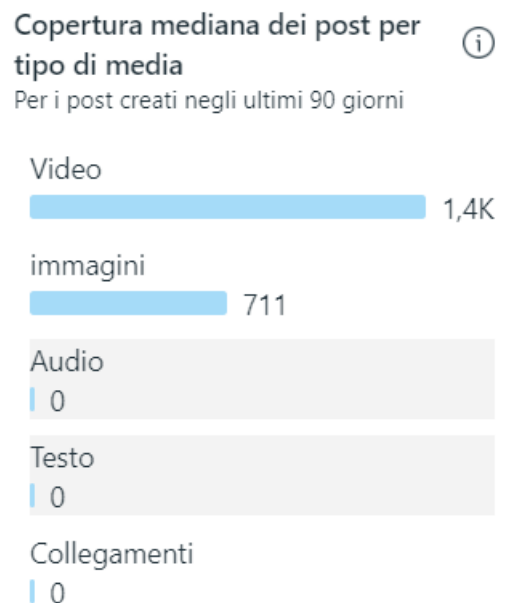 Copertura mediana dei post per
tipo di media
Per i post creati negli ultimi 90 giorni
Video
1,4K
immagini
711
Audio
0
Testo
0
Collegamenti
0